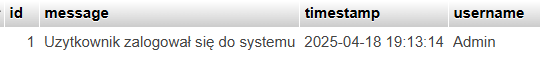 id message timestamp username
1 Uzytkownik zalogował się do systemu 2025-04-18 19:13:14 Admin